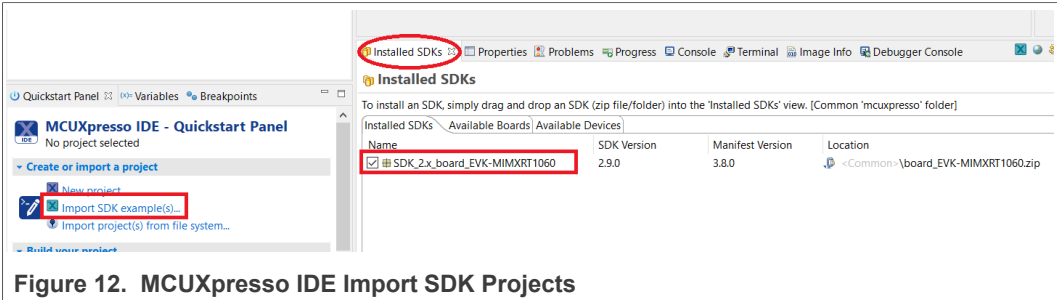 Installed SDKs Properties Problems Progress Console Terminal Image Info Debugger Console
Installed SDKs
To install an SDK, simply drag and drop an SDK (zip file/folder) into the 'Installed SDKs' view. [Common 'mcuxpresso' folder]
Installed SDKs Available Boards Available Devices
Name SDK Version Manifest Version Location
SDK_2.x_board_EVK-MIMXRT1060 2.9.0 3.8.0 <Common>\board_EVK-MIMXRT1060.zip
Quickstart Panel (x)= Variables Breakpoints
MCUXpresso IDE - Quickstart Panel
IDE
No project selected
Create or import a project
New project...
Import SDK example(s)...
Import project(s) from file system...
Build your project
Figure 12. MCUXpresso IDE Import SDK Projects